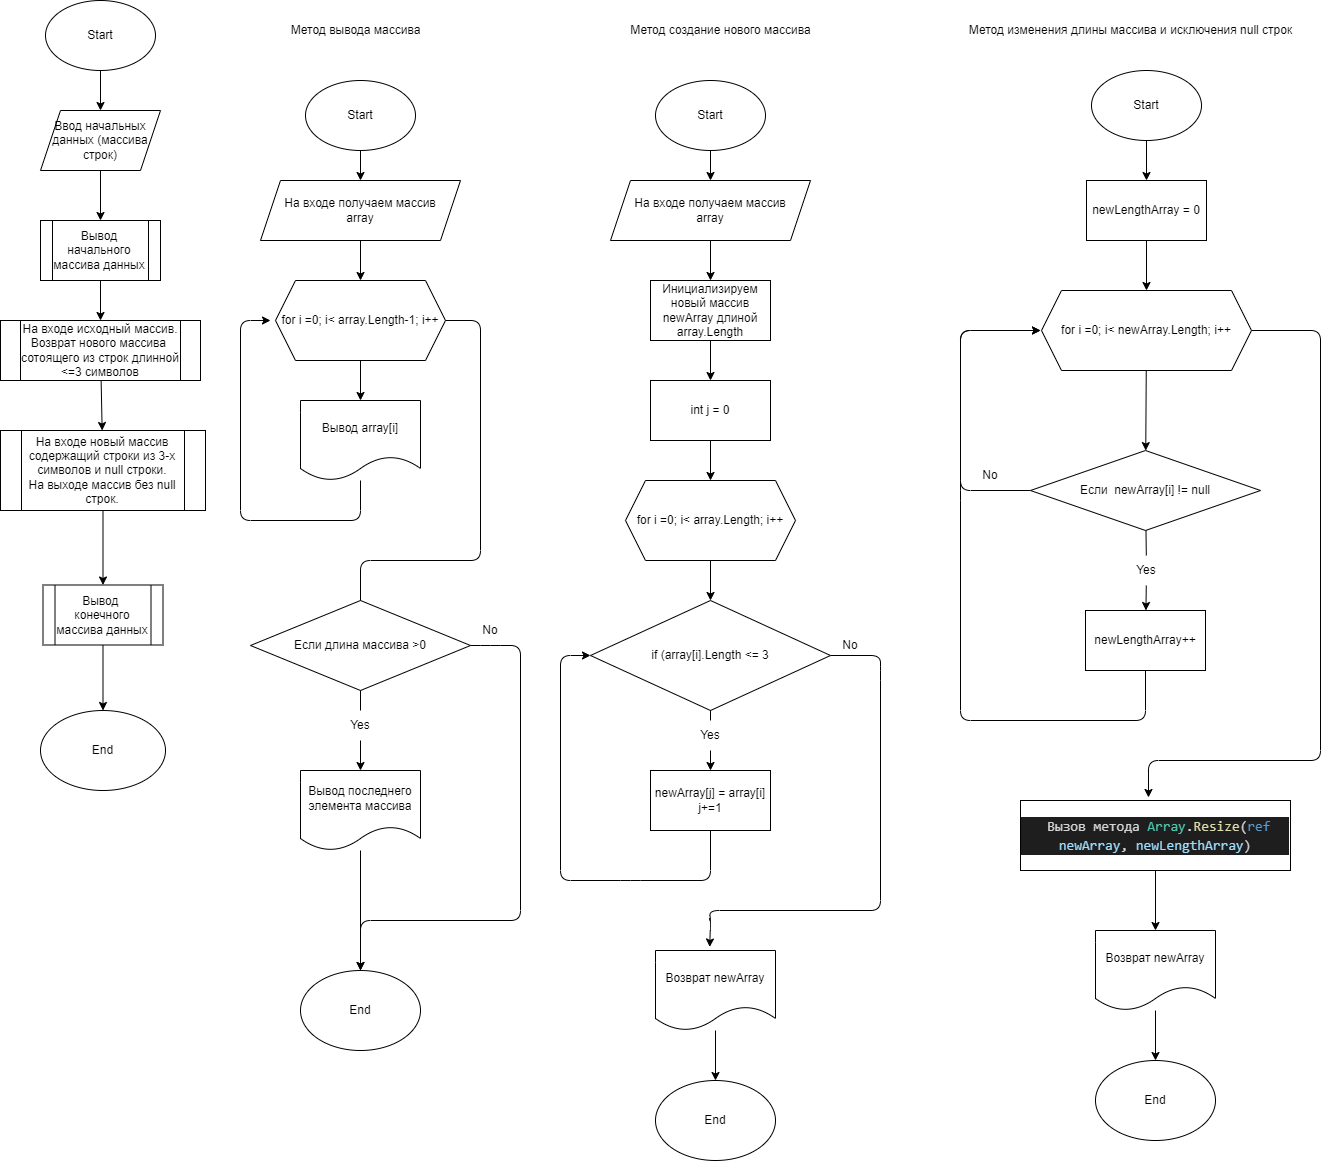 Start
Ввод начальных
данных (массива
строк)
Вывод
начального
массива данных
На входе исходный массив.
Возврат нового массива
сотоящего из строк длинной
<=3 символов
На входе новый массив
содержащий строки из 3-х
символов и null строки.
На выходе массив без null
строк.
Вывод
конечного
массива данных
End
Метод вывода массива
Start
На входе получаем массив
array
for i =0; i< array.Length-1; i++
Вывод array[i]
Если длина массива >0
No
Yes
Вывод последнего
элемента массива
End
Метод создание нового массива
Start
На входе получаем массив
array
Инициализируем
новый массив
newArray длиной
array.Length
int j = 0
for i =0; i< array.Length; i++
if (array[i].Length <= 3
No
Yes
newArray[j] = array[i]
j+=1
Возврат newArray
End
Метод изменения длины массива и исключения null строк
Start
newLengthArray = 0
for i =0; i< newArray.Length; i++
No
Если newArray[i] != null
Yes
newLengthArray++
Вызов метода Array.Resize(ref
newArray, newLengthArray)
Возврат newArray
End